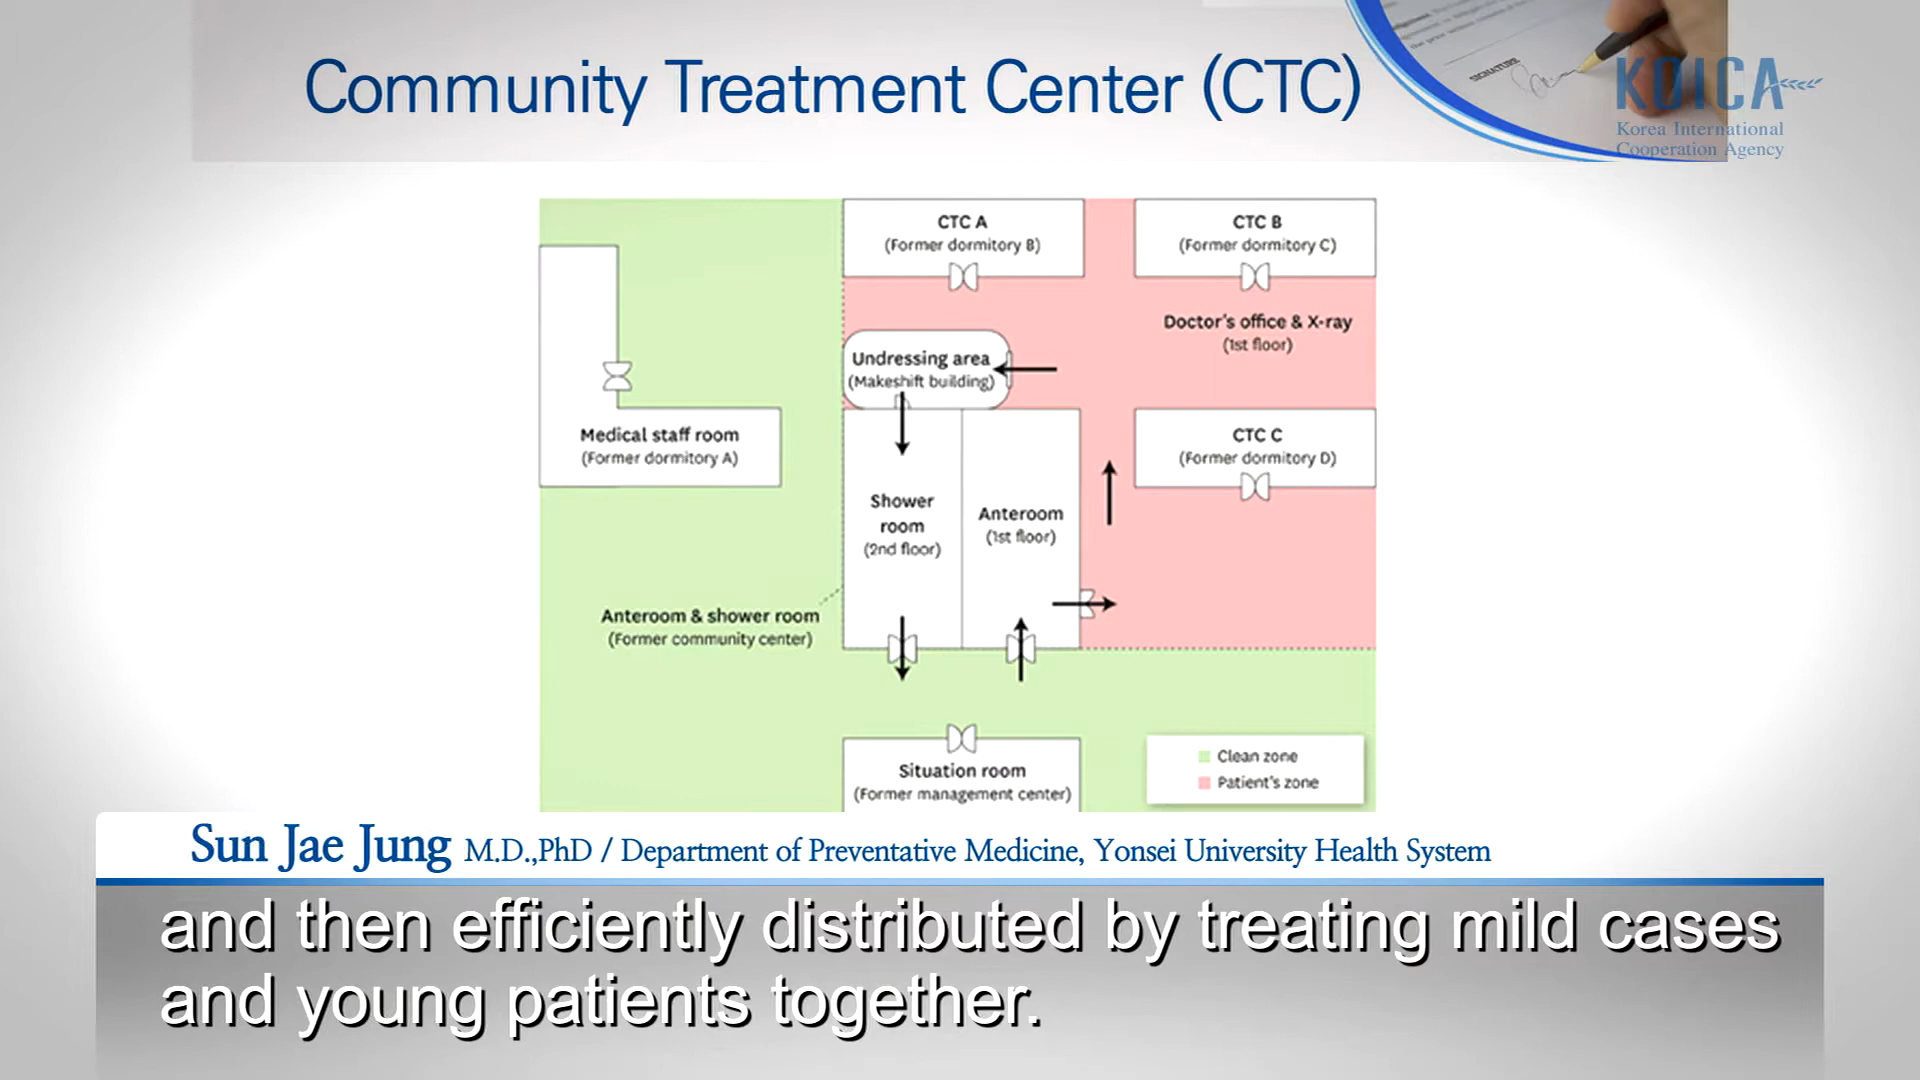 Community Treatment Center (CTC)
SIGNATURE
KOICA
Korea International
Cooperation Agency
CTC A
(Former dormitory B)
CTC B
(Former dormitory C)
Doctor's office & X-ray
(1st floor)
Undressing area
(Makeshift building)
Medical staff room
(Former dormitory A)
CTC C
(Former dormitory D)
Shower
room
(2nd floor)
Anteroom
(1st floor)
Anteroom & shower room
(Former community center)
Situation room
(Former management center)
Clean zone
Patient's zone
Sun Jae Jung M.D.,PhD / Department of Preventative Medicine, Yonsei University Health System
and then efficiently distributed by treating mild cases
and young patients together.